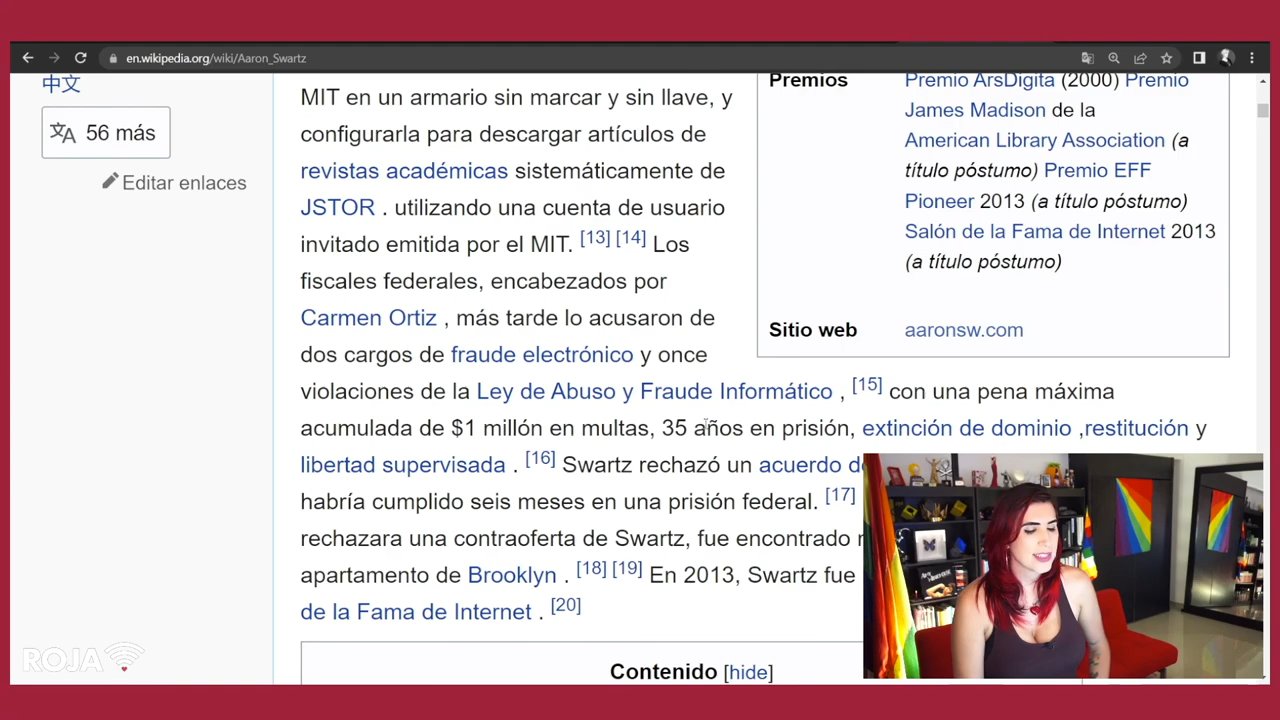 en.wikipedia.org/wiki/Aaron_Swartz
中文
56 más
Editar enlaces
MIT en un armario sin marcar y sin llave, y
configurarla para descargar artículos de
revistas académicas sistemáticamente de
JSTOR . utilizando una cuenta de usuario
invitado emitida por el MIT. [13] [14] Los
fiscales federales, encabezados por
Carmen Ortiz , más tarde lo acusaron de
dos cargos de fraude electrónico y once
violaciones de la Ley de Abuso y Fraude Informático , [15] con una pena máxima
acumulada de $1 millón en multas, 35 años en prisión, extinción de dominio ,restitución y
libertad supervisada . [16] Swartz rechazó un acuerdo
habría cumplido seis meses en una prisión federal. [17]
rechazara una contraoferta de Swartz, fue encontrado
apartamento de Brooklyn . [18] [19] En 2013, Swartz fue
de la Fama de Internet . [20]
Premios
Premio ArsDigita (2000) Premio
James Madison de la
American Library Association (a
título póstumo) Premio EFF
Pioneer 2013 (a título póstumo)
Salón de la Fama de Internet 2013
(a título póstumo)
Sitio web
aaronsw.com
Contenido [hide]
ROJA